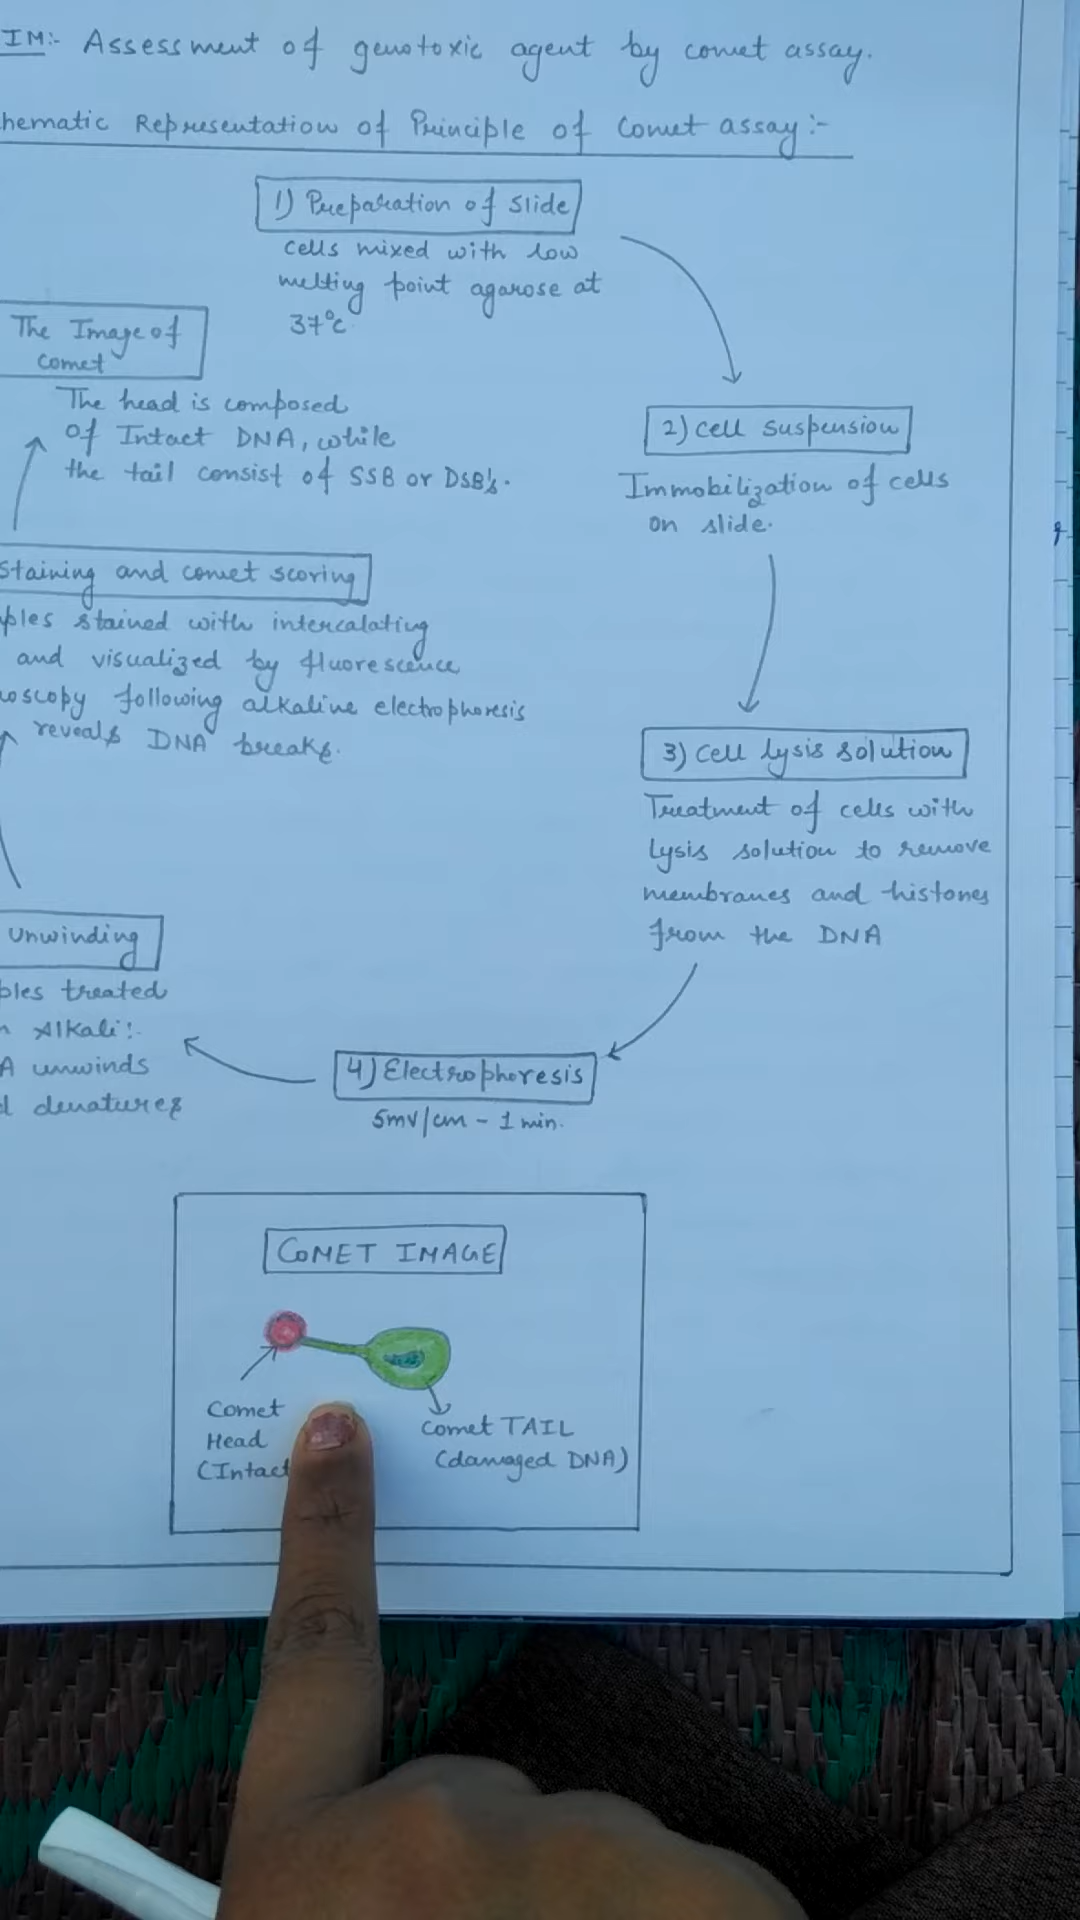 IM:- Assessment of genotoxic agent by comet assay.
hematic Representation of Principle of Comet assay:-
1) Preparation of slide
cells mixed with low
melting point agarose at
37°c
The Image of
Comet
The head is composed
of Intact DNA, while
the tail consist of SSB or DSB's.
2) cell suspension
Immobilization of cells
on slide.
Staining and comet scoring
ples stained with intercalating
and visualized by fluorescence
oscopy following alkaline electrophoresis
reveals DNA breaks.
3) cell lysis solution
Treatment of cells with
lysis solution to remove
membranes and histones
from the DNA
Unwinding
ples treated
n Alkali:
A unwinds
d denatures
4) Electrophoresis
5mv/cm - 1 min.
COMET IMAGE
Comet
Head
(Intact
Comet TAIL
(damaged DNA)